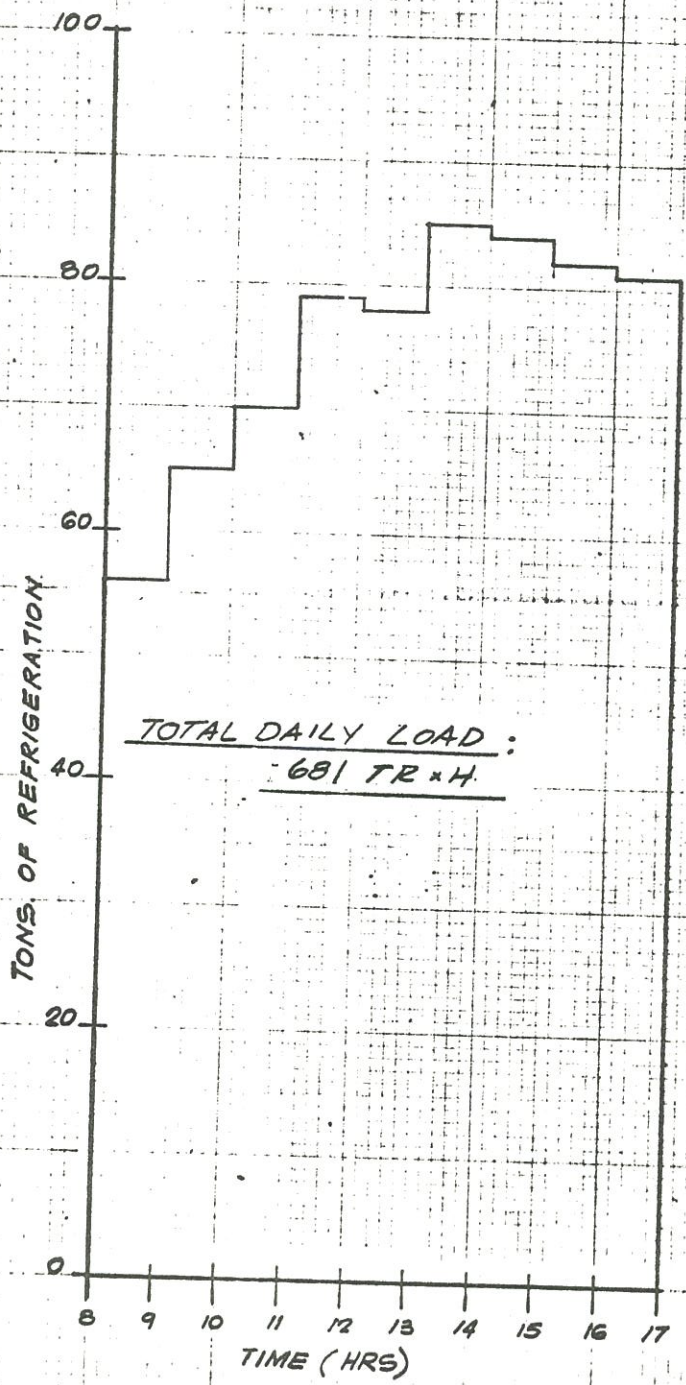 100
80
60
40
20
0
TONS. OF REFRIGERATION
TOTAL DAILY LOAD :
681 TR x H.
8 9 10 11 12 13 14 15 16 17
TIME (HRS)